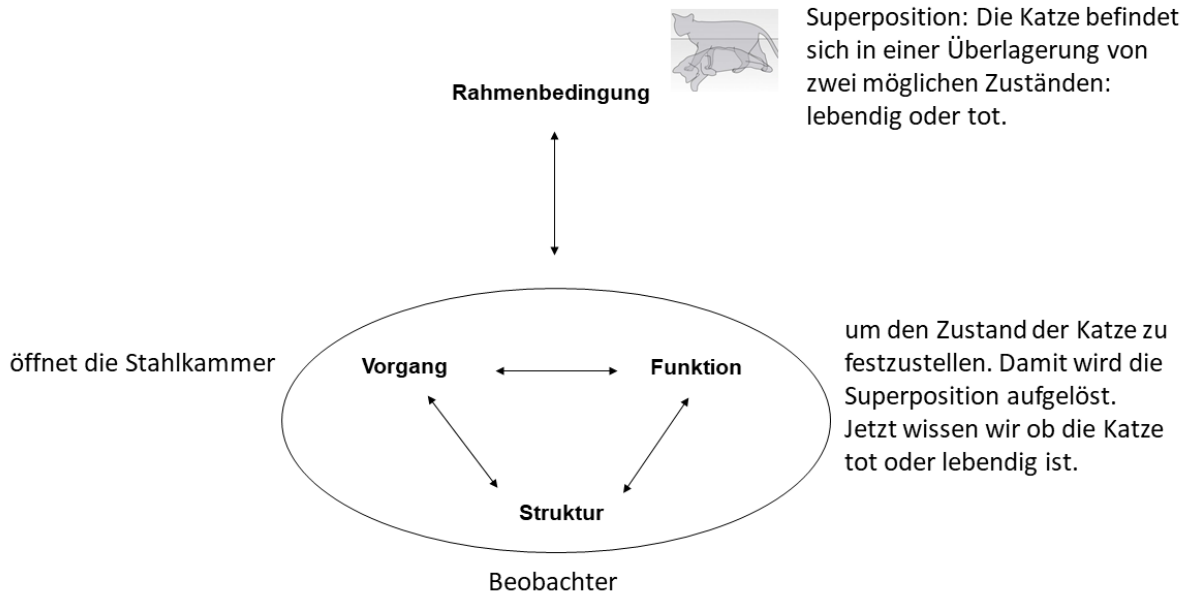 Superposition: Die Katze befindet
sich in einer Überlagerung von
zwei möglichen Zuständen:
lebendig oder tot.
Rahmenbedingung
öffnet die Stahlkammer
Vorgang
Funktion
um den Zustand der Katze zu
festzustellen. Damit wird die
Superposition aufgelöst.
Jetzt wissen wir ob die Katze
tot oder lebendig ist.
Struktur
Beobachter